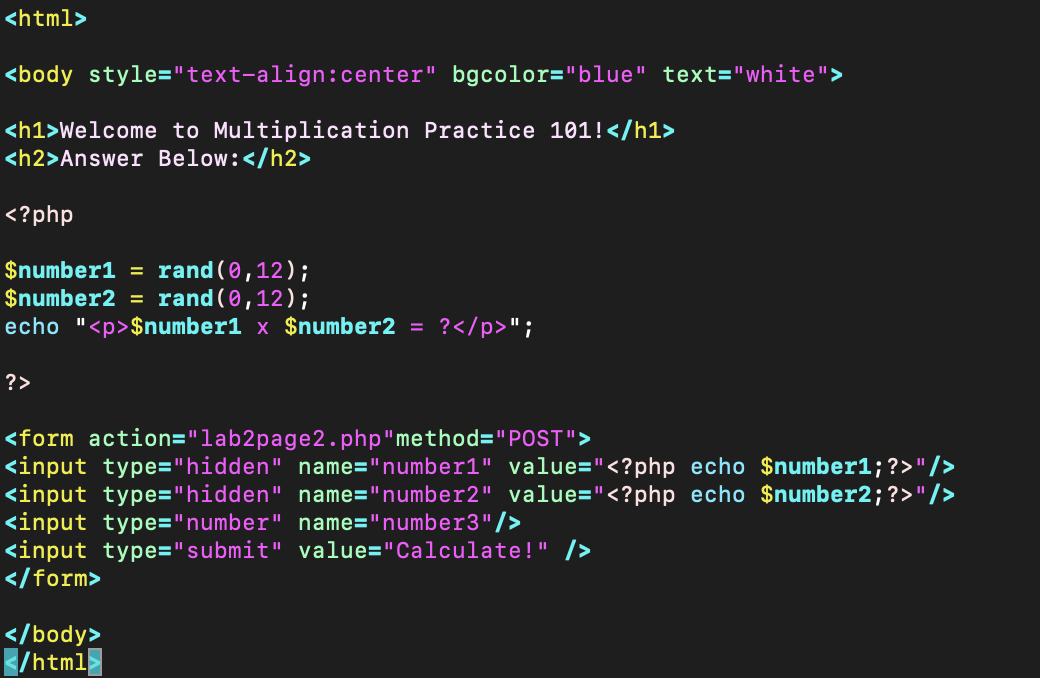 <html>
<body style="text-align:center" bgcolor="blue" text="white">
<h1>Welcome to Multiplication Practice 101!</h1>
<h2>Answer Below:</h2>
<?php
$number1 = rand(0,12);
$number2 = rand(0,12);
echo "<p>$number1 x $number2 = ?</p>";
?>
<form action="lab2page2.php"method="POST">
<input type="hidden" name="number1" value="<?php echo $number1;?>"/>
<input type="hidden" name="number2" value="<?php echo $number2;?>"/>
<input type="number" name="number3"/>
<input type="submit" value="Calculate!" />
</form>
</body>
</html>